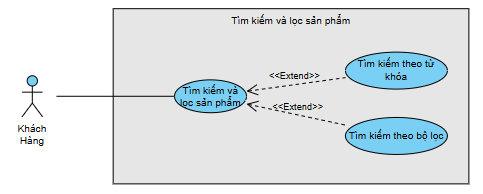 Tìm kiếm và lọc sản phẩm
Tìm kiếm theo từ
khóa
<<Extend>>
Tìm kiếm và
lọc sản phẩm
<<Extend>>
Khách
Hàng
Tìm kiếm theo bộ lọc